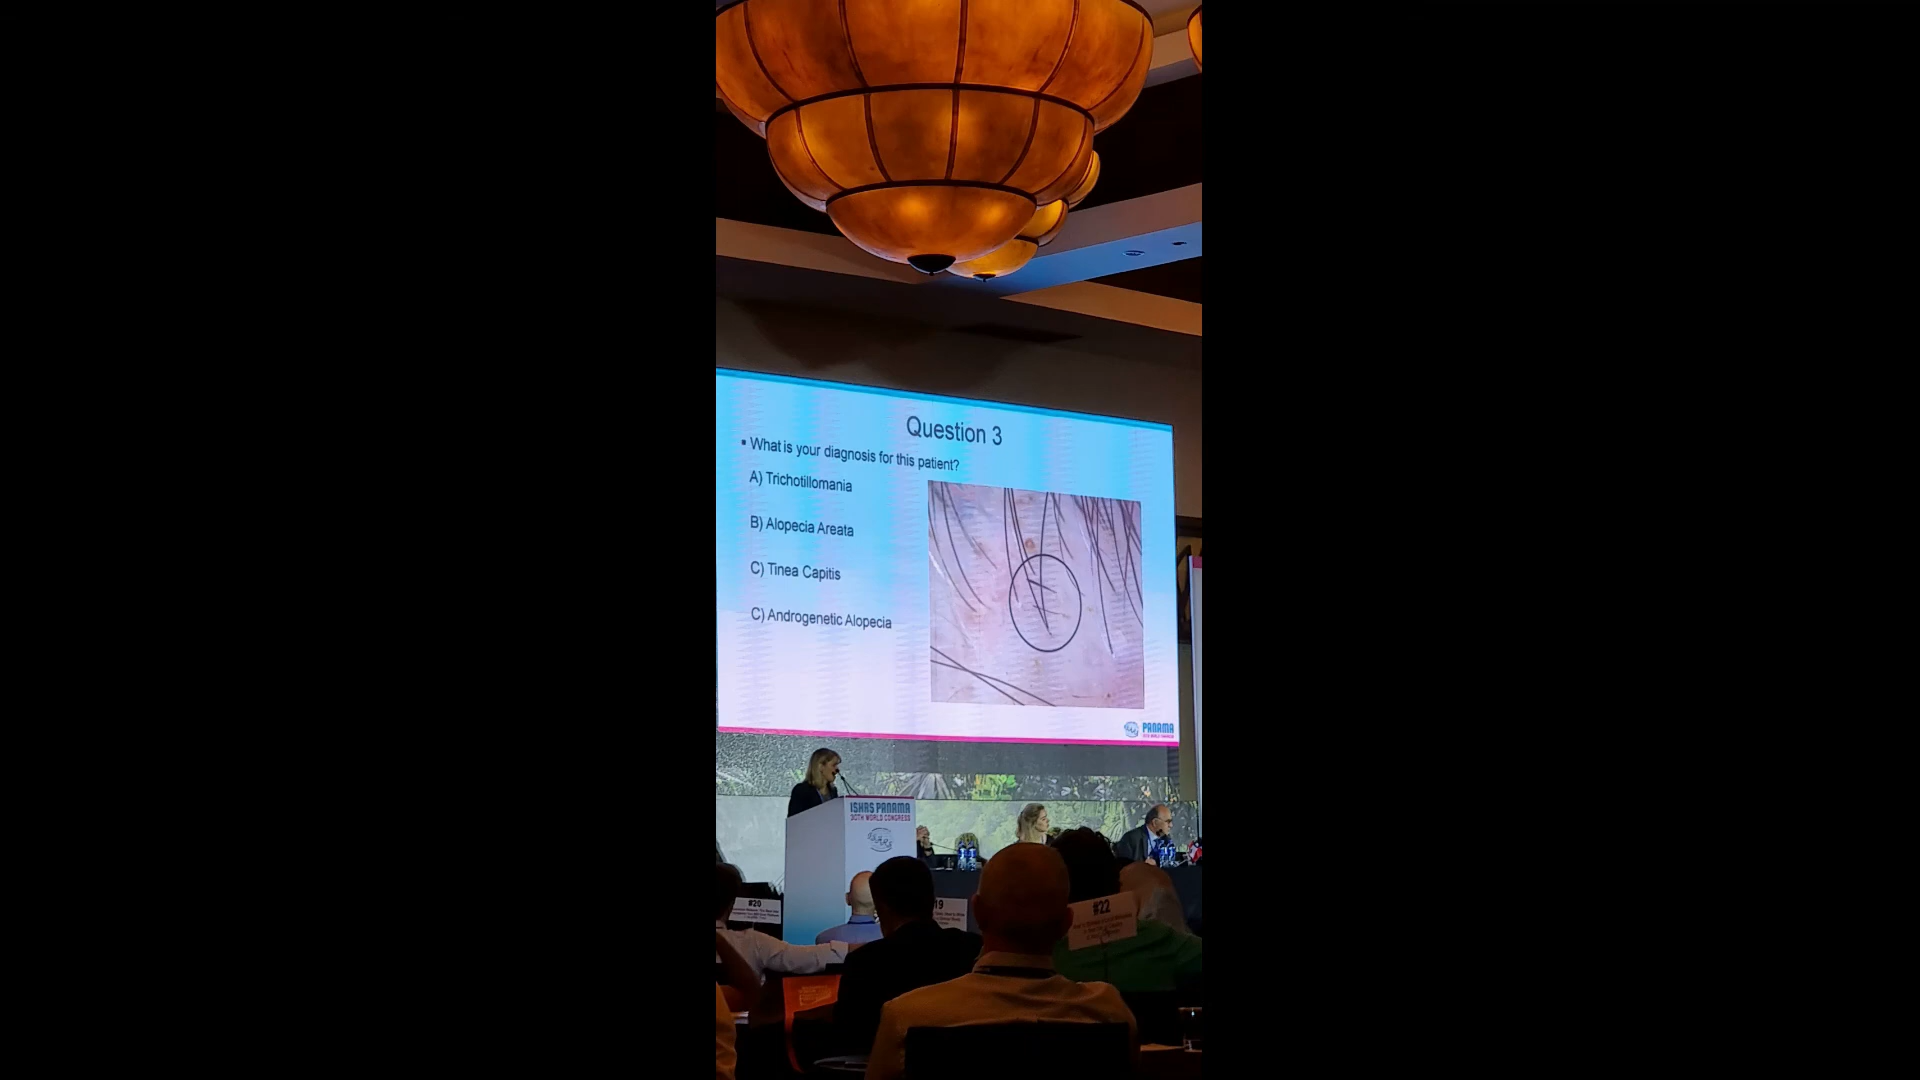 Question 3
▪ What is your diagnosis for this patient?
A) Trichotillomania
B) Alopecia Areata
C) Tinea Capitis
C) Androgenetic Alopecia
PANAMA
ISHRS PANAMA
30TH WORLD CONGRESS
#20
19
#22